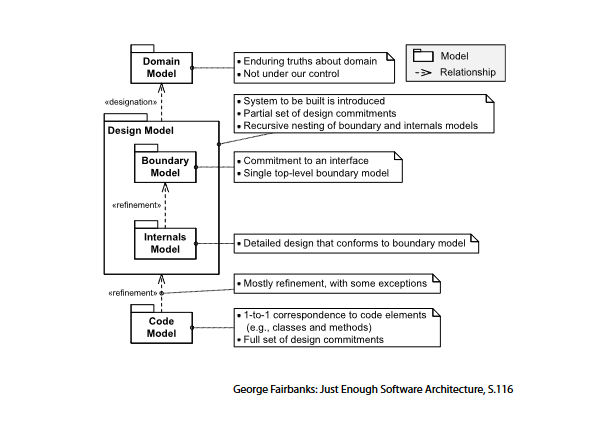 Domain
Model
• Enduring truths about domain
• Not under our control
Model
Relationship
«designation»
• System to be built is introduced
• Partial set of design commitments
• Recursive nesting of boundary and internals models
Design Model
Boundary
Model
• Commitment to an interface
• Single top-level boundary model
«refinement»
Internals
Model
• Detailed design that conforms to boundary model
«refinement»
• Mostly refinement, with some exceptions
Code
Model
• 1-to-1 correspondence to code elements
(e.g., classes and methods)
• Full set of design commitments
George Fairbanks: Just Enough Software Architecture, S.116